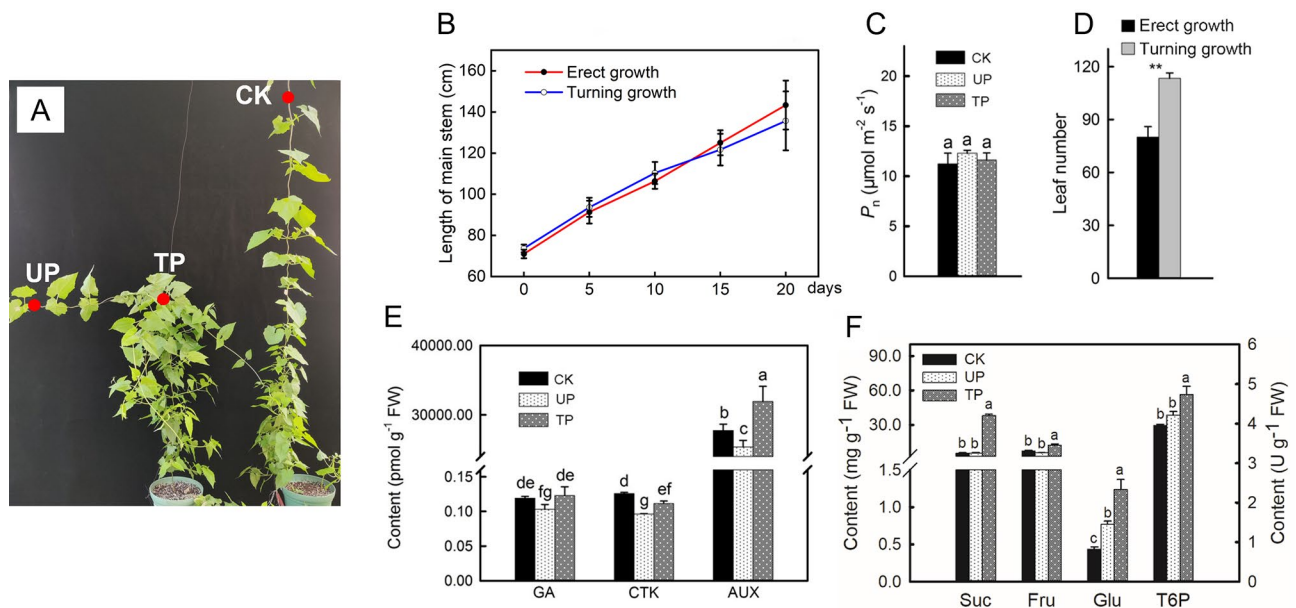 A
CK
UP
TP
B
Erect growth
Turning growth
Length of main stem (cm)
160
140
120
100
80
60
0 5 10 15 20 days
C
CK
UP
TP
Pn (μmol m-2 s-1)
20
15
10
5
0
a a a
D
Erect growth
Turning growth
Leaf number
120
90
60
30
0
**
E
Content (pmol g-1 FW)
40000.00
30000.00
0.15
0.10
0.05
0.00
CK
UP
TP
de fg de
d g ef
b c a
GA CTK AUX
F
Content (mg g-1 FW)
90.0
60.0
30.0
1.5
1.0
0.5
0.0
CK
UP
TP
b b a
b b a
c b a
b b a
Suc Fru Glu T6P
6
5
4
3
2
1
0
Content (U g-1 FW)